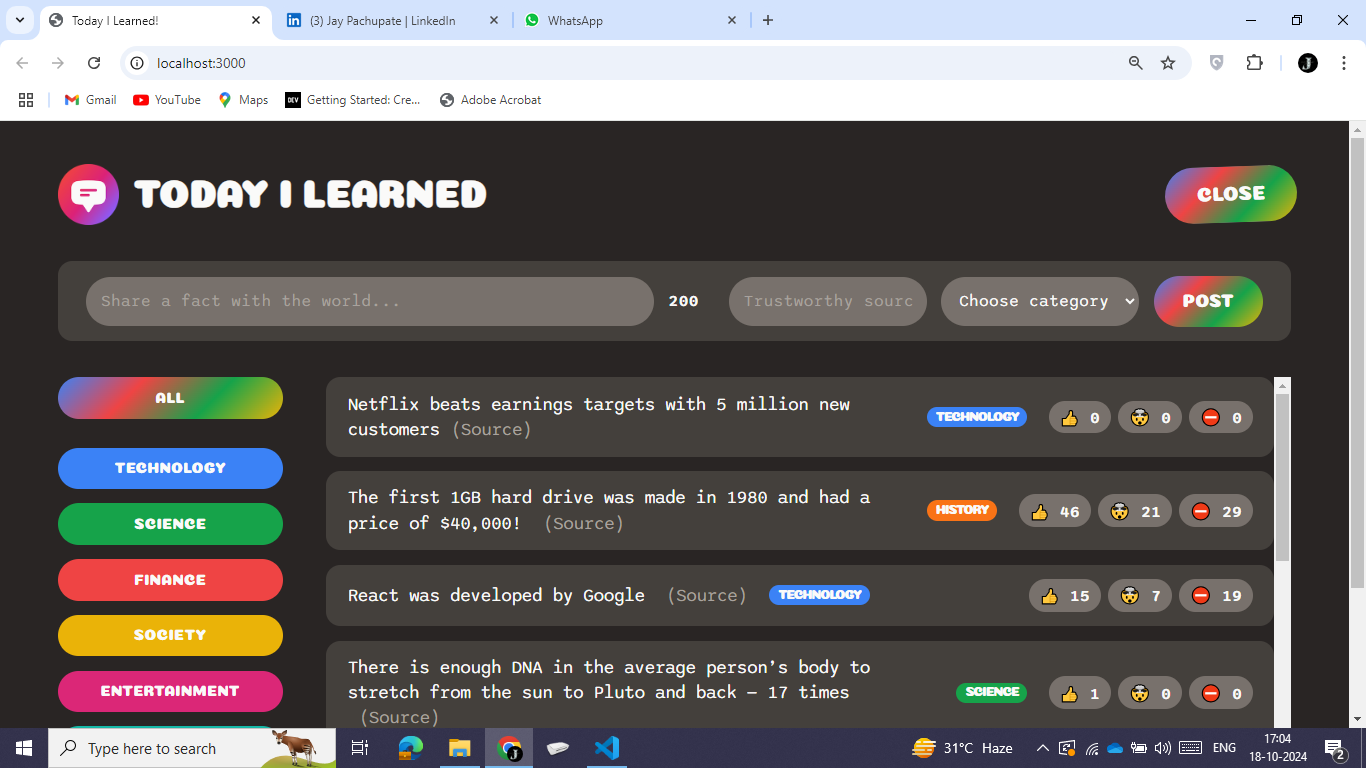 Today I Learned!
(3) Jay Pachupate | LinkedIn
WhatsApp
localhost:3000
J
Gmail
YouTube
Maps
DEV
Getting Started: Cre...
Adobe Acrobat
TODAY I LEARNED
CLOSE
Share a fact with the world...
200
Trustworthy sourc
Choose category
POST
ALL
TECHNOLOGY
SCIENCE
FINANCE
SOCIETY
ENTERTAINMENT
Netflix beats earnings targets with 5 million new
customers (Source)
TECHNOLOGY
👍 0
🤯 0
⛔ 0
The first 1GB hard drive was made in 1980 and had a
price of $40,000! (Source)
HISTORY
👍 46
🤯 21
⛔ 29
React was developed by Google (Source)
TECHNOLOGY
👍 15
🤯 7
⛔ 19
There is enough DNA in the average person's body to
stretch from the sun to Pluto and back — 17 times
(Source)
SCIENCE
👍 1
🤯 0
⛔ 0
Type here to search
31°C Haze
ENG
17:04
18-10-2024
2